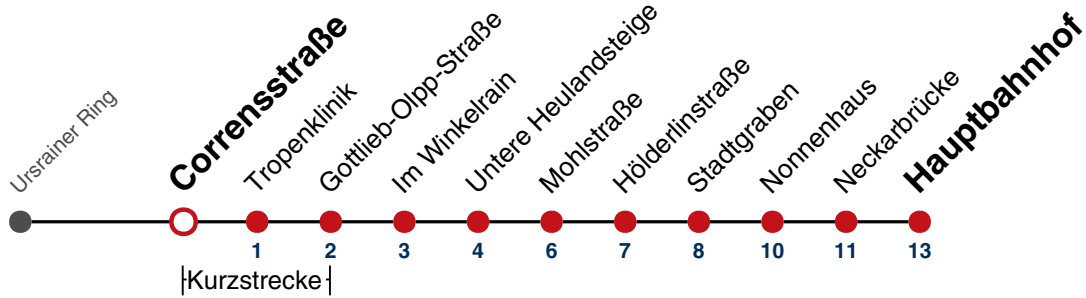 Ursrainer Ring
Corrensstraße
Tropenklinik
Gottlieb-Olpp-Straße
Im Winkelrain
Untere Heulandsteige
Mohlstraße
Hölderlinstraße
Stadtgraben
Nonnenhaus
Neckarbrücke
Hauptbahnhof
1 2 3 4 6 7 8 10 11 13
Kurzstrecke